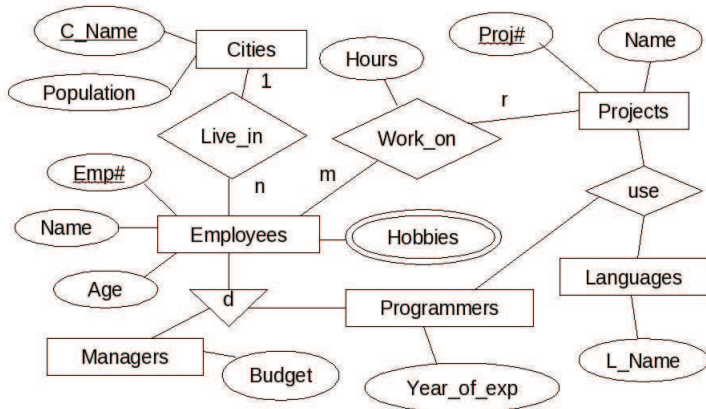 C_Name
Cities
Proj#
Name
Hours
Population
1
r
Projects
Live_in
Work_on
Emp#
n
m
use
Name
Employees
Hobbies
Languages
Age
d
Programmers
Managers
Budget
Year_of_exp
L_Name